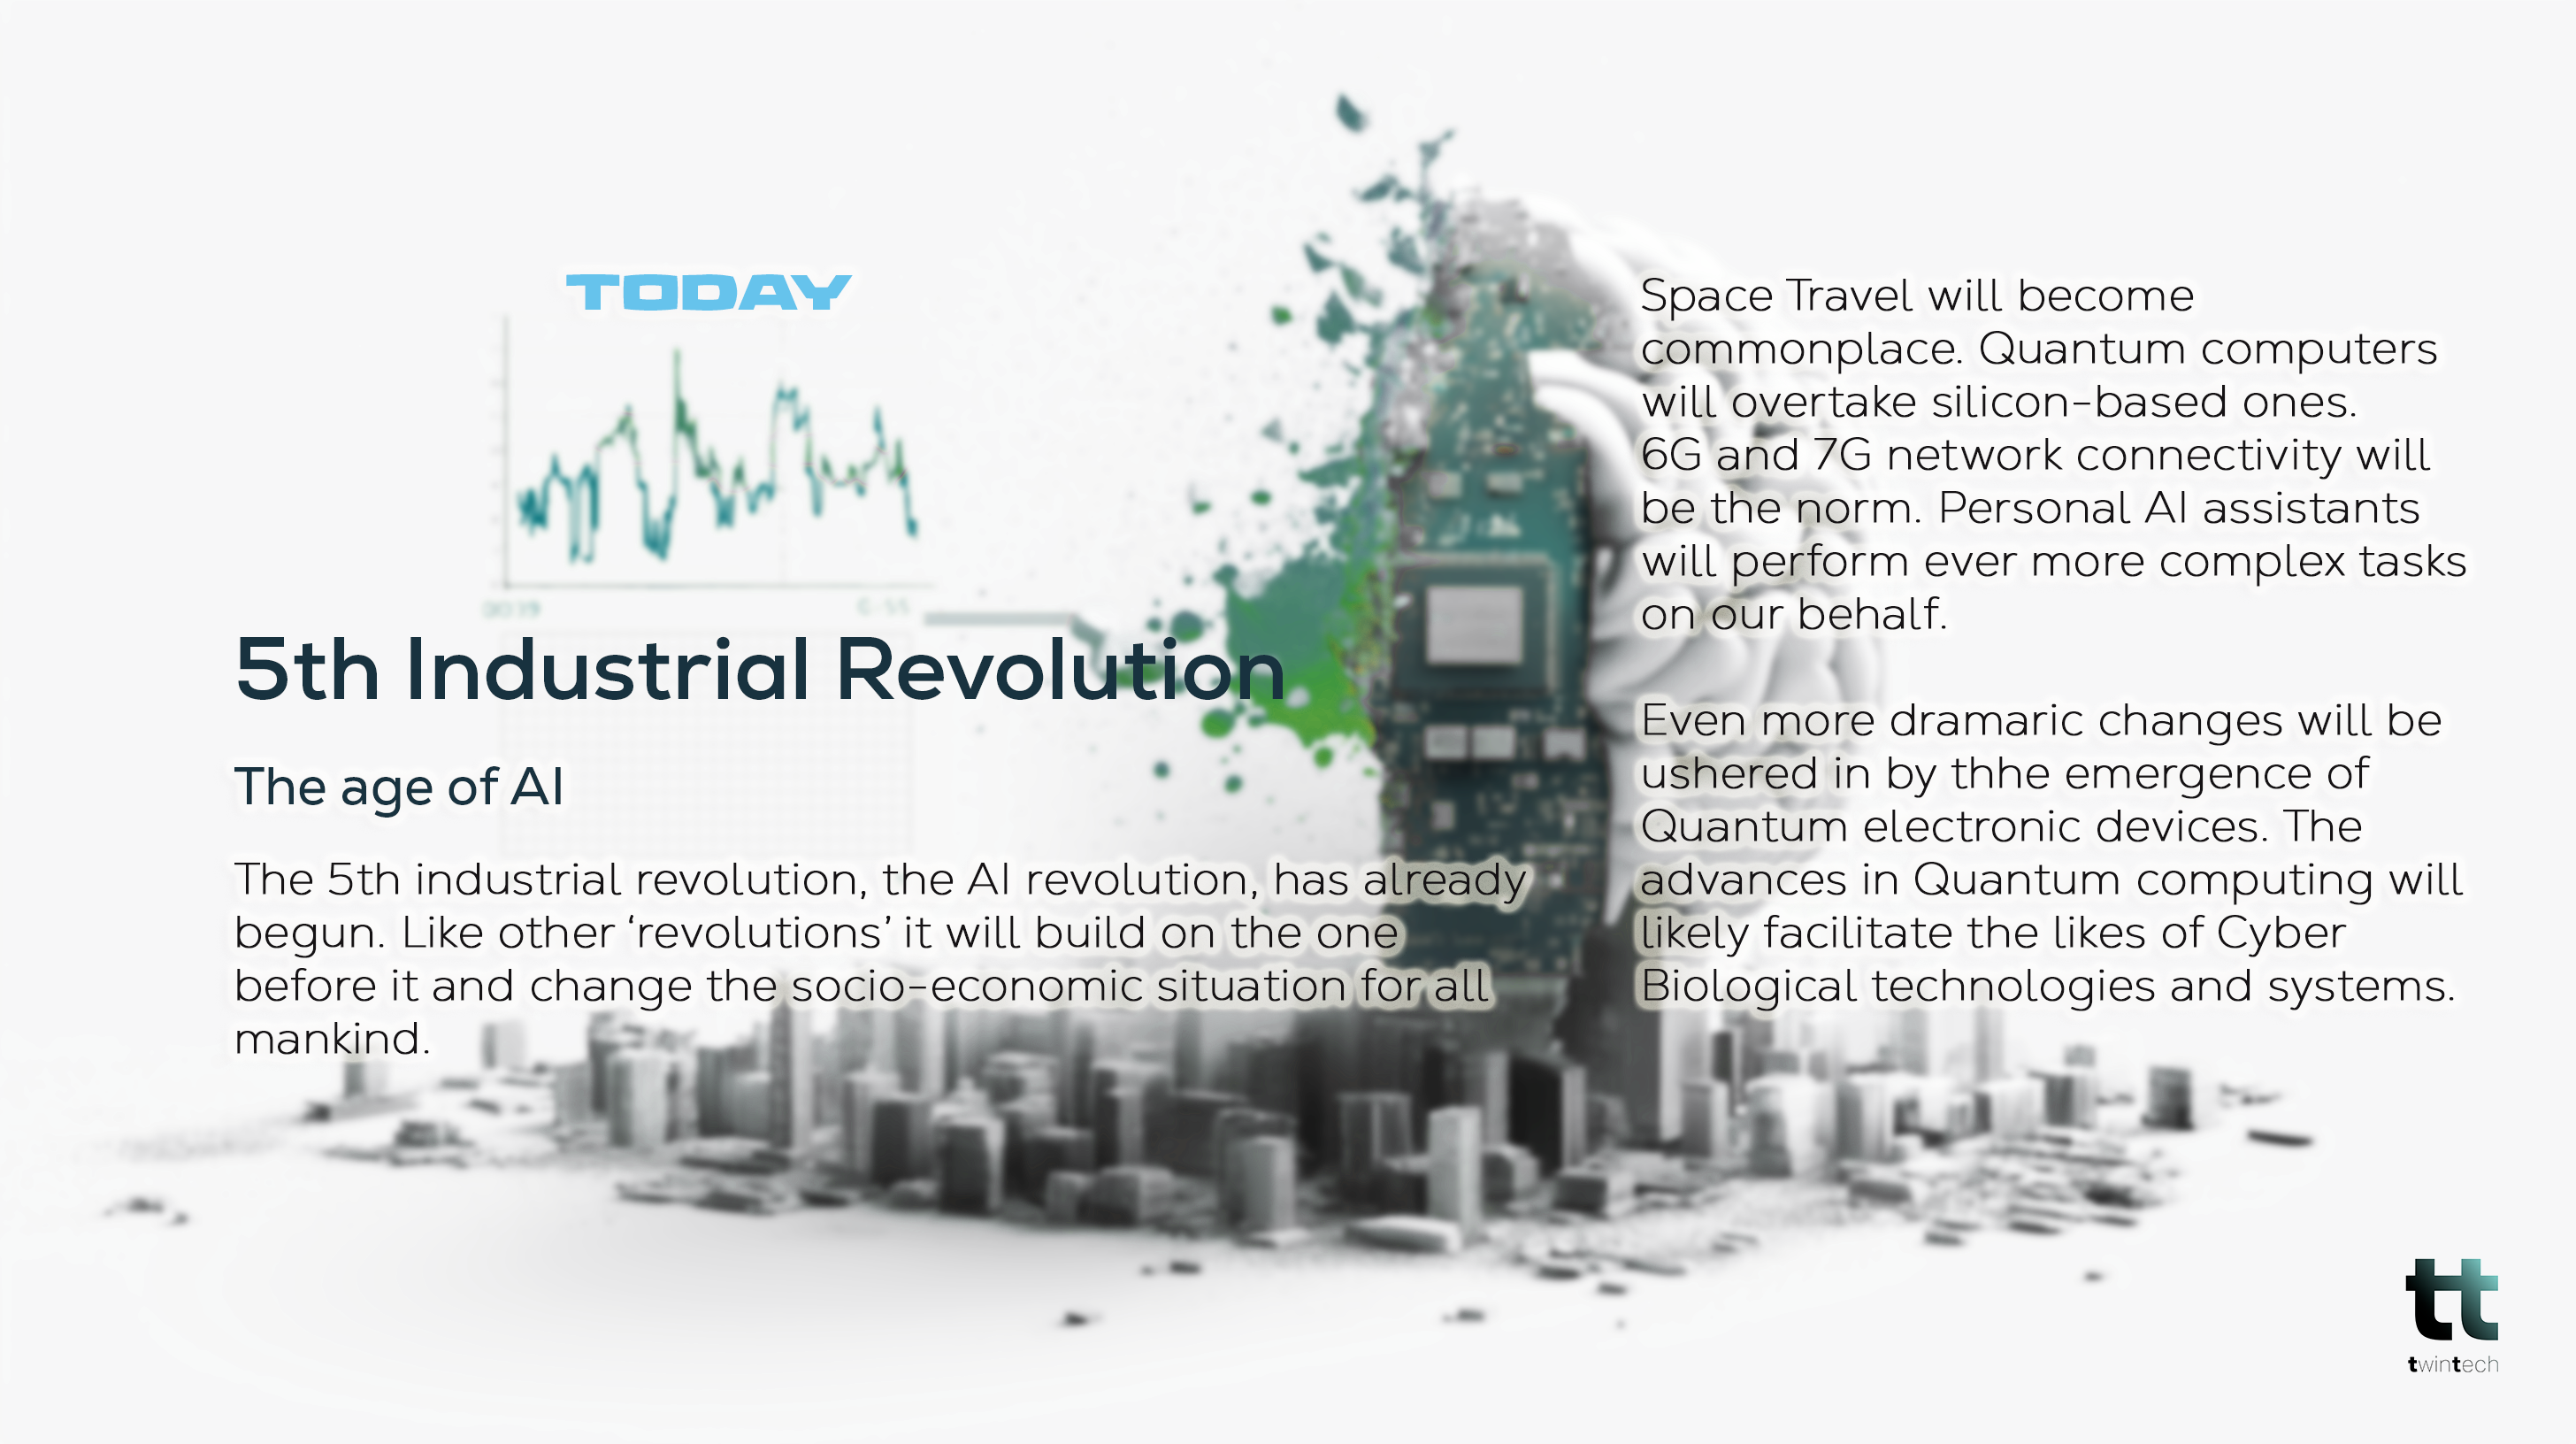 TODAY
5th Industrial Revolution
The age of AI
The 5th industrial revolution, the AI revolution, has already
begun. Like other ‘revolutions’ it will build on the one
before it and change the socio-economic situation for all
mankind.
Space Travel will become
commonplace. Quantum computers
will overtake silicon-based ones.
6G and 7G network connectivity will
be the norm. Personal AI assistants
will perform ever more complex tasks
on our behalf.
Even more dramaric changes will be
ushered in by thhe emergence of
Quantum electronic devices. The
advances in Quantum computing will
likely facilitate the likes of Cyber
Biological technologies and systems.
tt
twintech